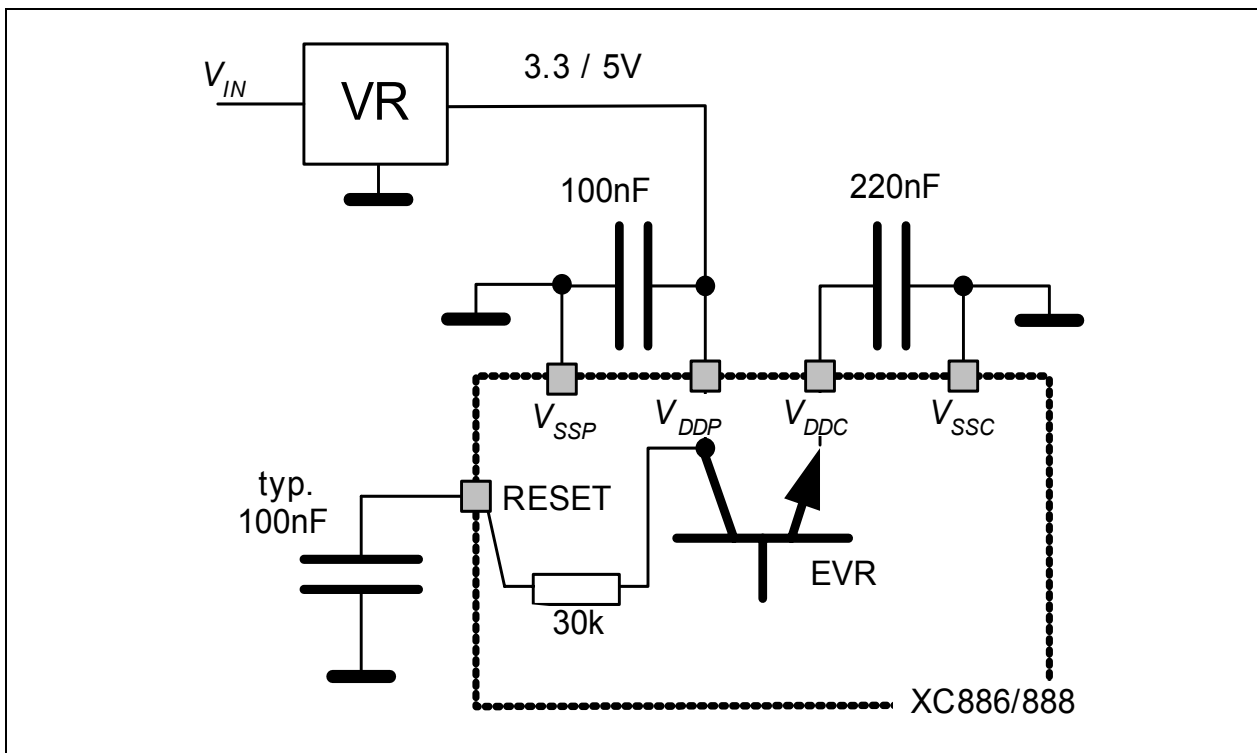 V_IN
VR
3.3 / 5V
100nF
220nF
V_SSP
V_DDP
V_DDC
V_SSC
typ.
100nF
RESET
30k
EVR
XC886/888